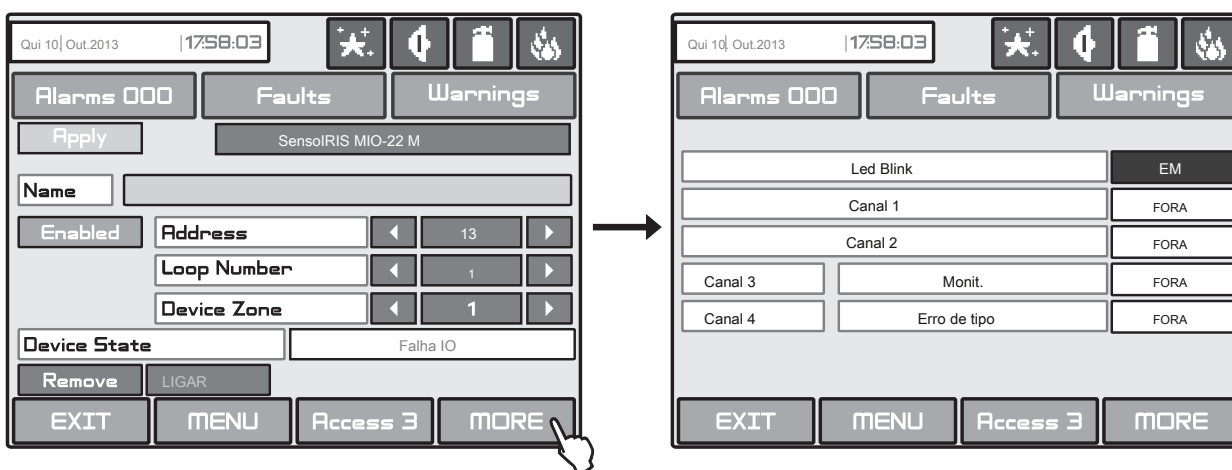 Qui 10| Out.2013 |17:58:03
Alarms 000 Faults Warnings
Apply SensoIRIS MIO-22 M
Name
Enabled Address 13
Loop Number 1
Device Zone 1
Device State Falha IO
Remove LIGAR
EXIT MENU Access 3 MORE
Qui 10|. Out.2013 |17:58:03
Alarms 000 Faults Warnings
Led Blink EM
Canal 1 FORA
Canal 2 FORA
Canal 3 Monit. FORA
Canal 4 Erro de tipo FORA
EXIT MENU Access 3 MORE